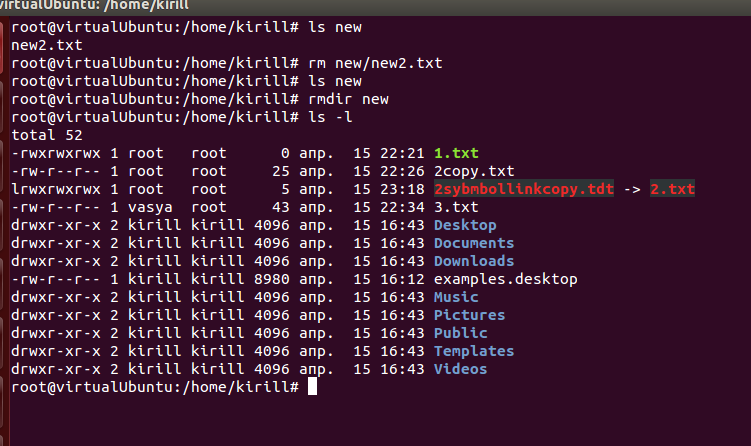 virtualUbuntu: /home/kirill
root@virtualUbuntu:/home/kirill# ls new
new2.txt
root@virtualUbuntu:/home/kirill# rm new/new2.txt
root@virtualUbuntu:/home/kirill# ls new
root@virtualUbuntu:/home/kirill# rmdir new
root@virtualUbuntu:/home/kirill# ls -l
total 52
-rwxrwxrwx 1 root   root      0 апр.  15 22:21 1.txt
-rw-r--r-- 1 root   root     25 апр.  15 22:26 2copy.txt
lrwxrwxrwx 1 root   root      5 апр.  15 23:18 2sybmbollinkcopy.tdt -> 2.txt
-rw-r--r-- 1 vasya  root     43 апр.  15 22:34 3.txt
drwxr-xr-x 2 kirill kirill 4096 апр.  15 16:43 Desktop
drwxr-xr-x 2 kirill kirill 4096 апр.  15 16:43 Documents
drwxr-xr-x 2 kirill kirill 4096 апр.  15 16:43 Downloads
-rw-r--r-- 1 kirill kirill 8980 апр.  15 16:12 examples.desktop
drwxr-xr-x 2 kirill kirill 4096 апр.  15 16:43 Music
drwxr-xr-x 2 kirill kirill 4096 апр.  15 16:43 Pictures
drwxr-xr-x 2 kirill kirill 4096 апр.  15 16:43 Public
drwxr-xr-x 2 kirill kirill 4096 апр.  15 16:43 Templates
drwxr-xr-x 2 kirill kirill 4096 апр.  15 16:43 Videos
root@virtualUbuntu:/home/kirill#